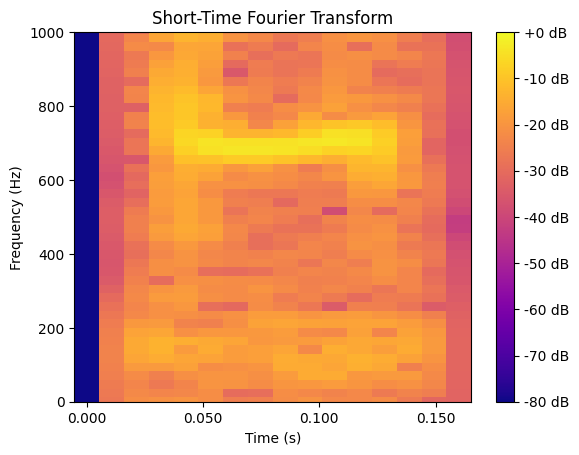 Short-Time Fourier Transform
1000
800
600
400
200
0
Frequency (Hz)
0.000
0.050
0.100
0.150
Time (s)
+0 dB
-10 dB
-20 dB
-30 dB
-40 dB
-50 dB
-60 dB
-70 dB
-80 dB